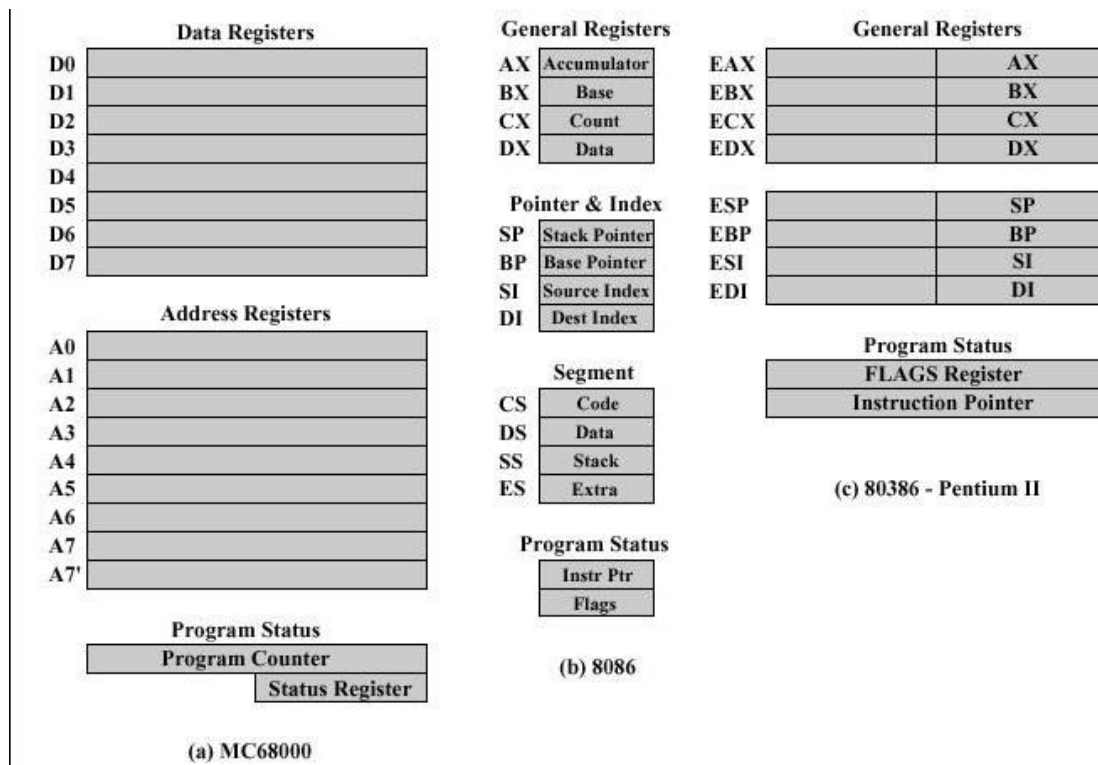 Data Registers
D0
D1
D2
D3
D4
D5
D6
D7
Address Registers
A0
A1
A2
A3
A4
A5
A6
A7
A7'
Program Status
Program Counter
Status Register
(a) MC68000
General Registers
AX Accumulator
BX Base
CX Count
DX Data
Pointer & Index
SP Stack Pointer
BP Base Pointer
SI Source Index
DI Dest Index
Segment
CS Code
DS Data
SS Stack
ES Extra
Program Status
Instr Ptr
Flags
(b) 8086
General Registers
EAX AX
EBX BX
ECX CX
EDX DX
ESP SP
EBP BP
ESI SI
EDI DI
Program Status
FLAGS Register
Instruction Pointer
(c) 80386 - Pentium II